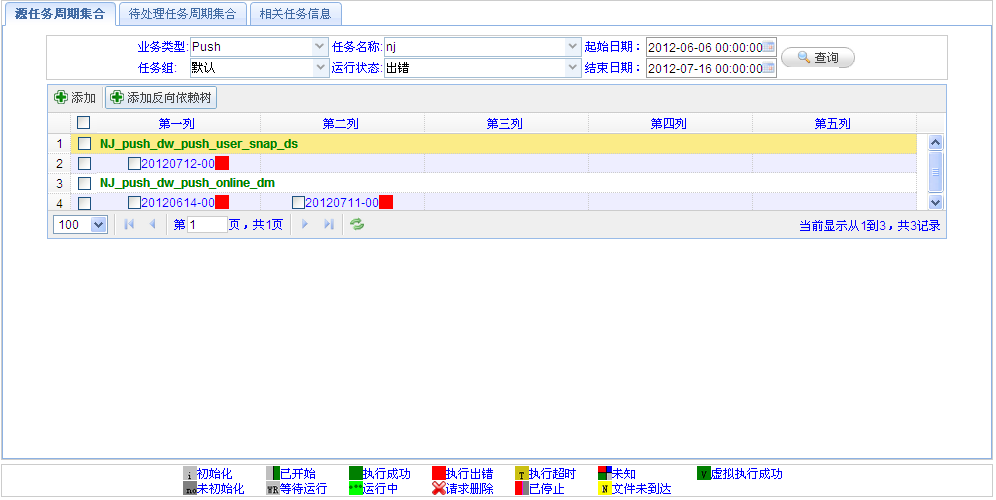 源任务周期集合 待处理任务周期集合 相关任务信息
业务类型: Push 任务名称: nj 起始日期： 2012-06-06 00:00:00 查询
任务组: 默认 运行状态: 出错 结束日期： 2012-07-16 00:00:00
添加 添加反向依赖树
第一列 第二列 第三列 第四列 第五列
1 NJ_push_dw_push_user_snap_ds
2 20120712-00
3 NJ_push_dw_push_online_dm
4 20120614-00 20120711-00
100 第 1 页，共1页 当前显示从1到3，共3记录
i 初始化 已开始 执行成功 执行出错 T 执行超时 未知 V 虚拟执行成功
no 未初始化 WR 等待运行 *** 运行中 请求删除 已停止 N 文件未到达